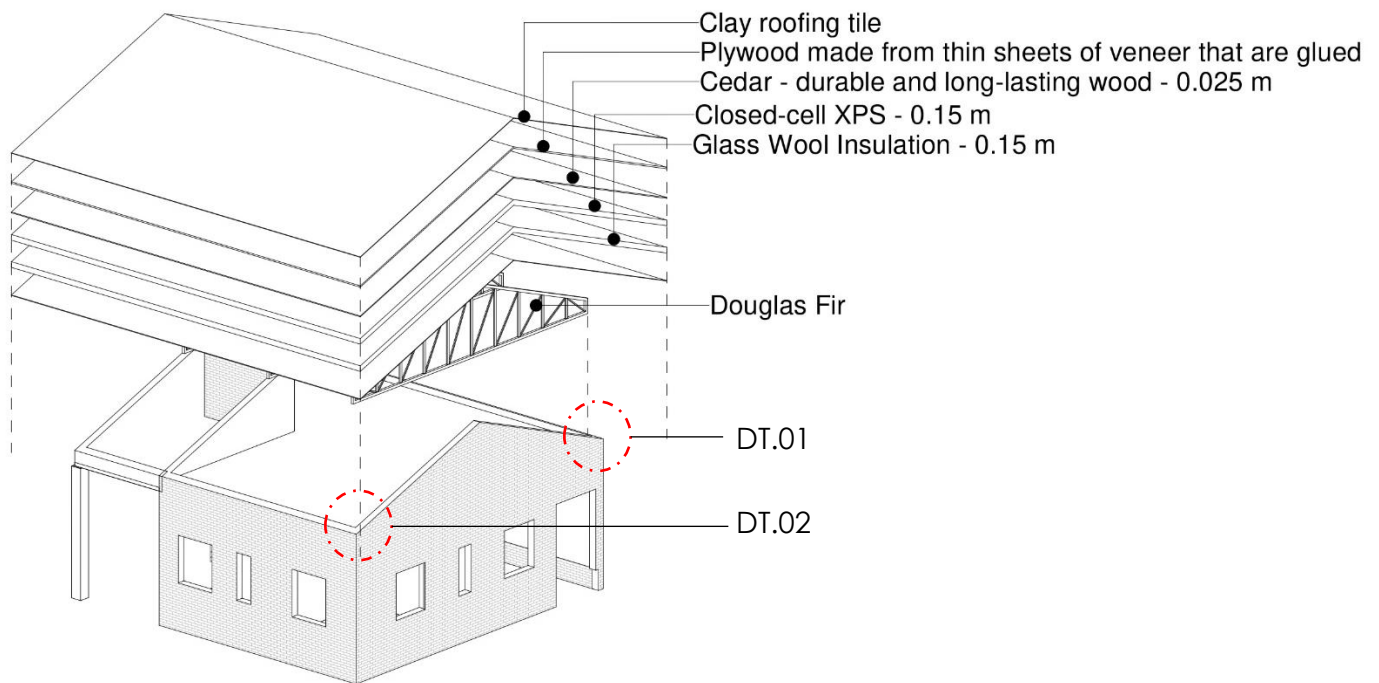 Clay roofing tile
Plywood made from thin sheets of veneer that are glued
Cedar - durable and long-lasting wood - 0.025 m
Closed-cell XPS - 0.15 m
Glass Wool Insulation - 0.15 m
Douglas Fir
DT.01
DT.02